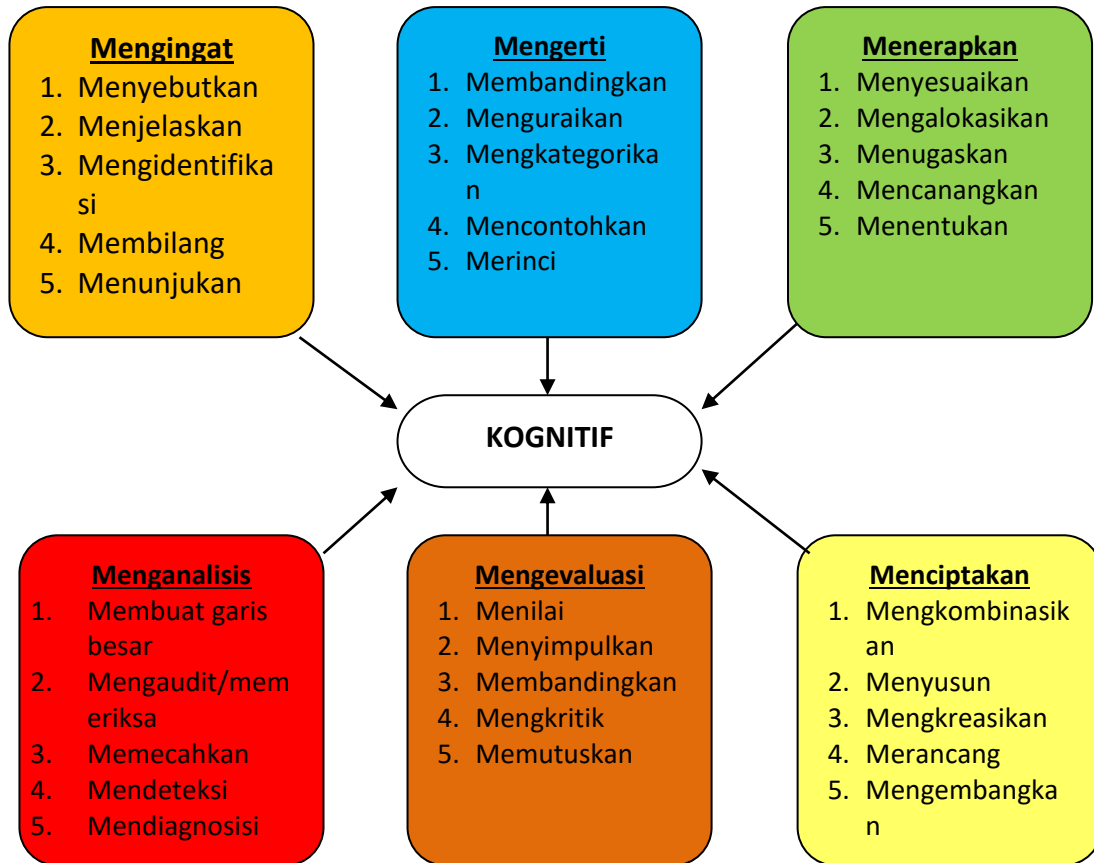 Mengingat
1. Menyebutkan
2. Menjelaskan
3. Mengidentifika
si
4. Membilang
5. Menunjukan
Mengerti
1. Membandingkan
2. Menguraikan
3. Mengkategorika
n
4. Mencontohkan
5. Merinci
Menerapkan
1. Menyesuaikan
2. Mengalokasikan
3. Menugaskan
4. Mencanangkan
5. Menentukan
KOGNITIF
Menganalisis
1. Membuat garis
besar
2. Mengaudit/mem
eriksa
3. Memecahkan
4. Mendeteksi
5. Mendiagnosisi
Mengevaluasi
1. Menilai
2. Menyimpulkan
3. Membandingkan
4. Mengkritik
5. Memutuskan
Menciptakan
1. Mengkombinasik
an
2. Menyusun
3. Mengkreasikan
4. Merancang
5. Mengembangka
n